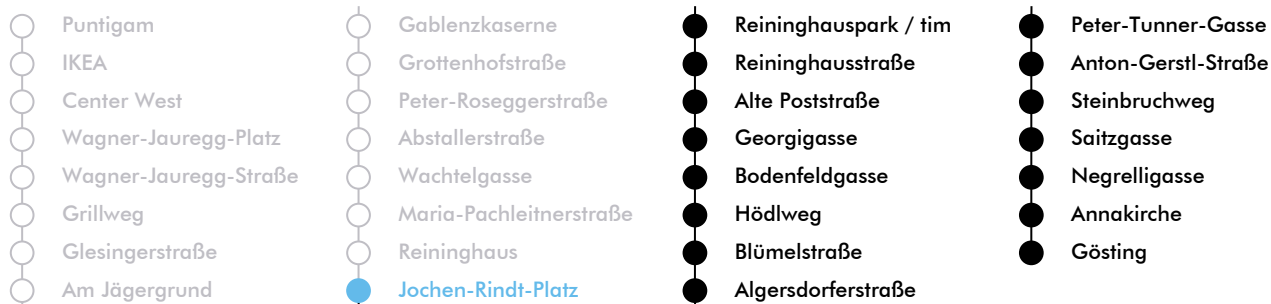 Puntigam
IKEA
Center West
Wagner-Jauregg-Platz
Wagner-Jauregg-Straße
Grillweg
Glesingerstraße
Am Jägergrund
Gablenzkaserne
Grottenhofstraße
Peter-Roseggerstraße
Abstallerstraße
Wachtelgasse
Maria-Pachleitnerstraße
Reininghaus
Jochen-Rindt-Platz
Reininghauspark / tim
Reininghausstraße
Alte Poststraße
Georgigasse
Bodenfeldgasse
Hödlweg
Blümelstraße
Algersdorferstraße
Peter-Tunner-Gasse
Anton-Gerstl-Straße
Steinbruchweg
Saitzgasse
Negrelligasse
Annakirche
Gösting